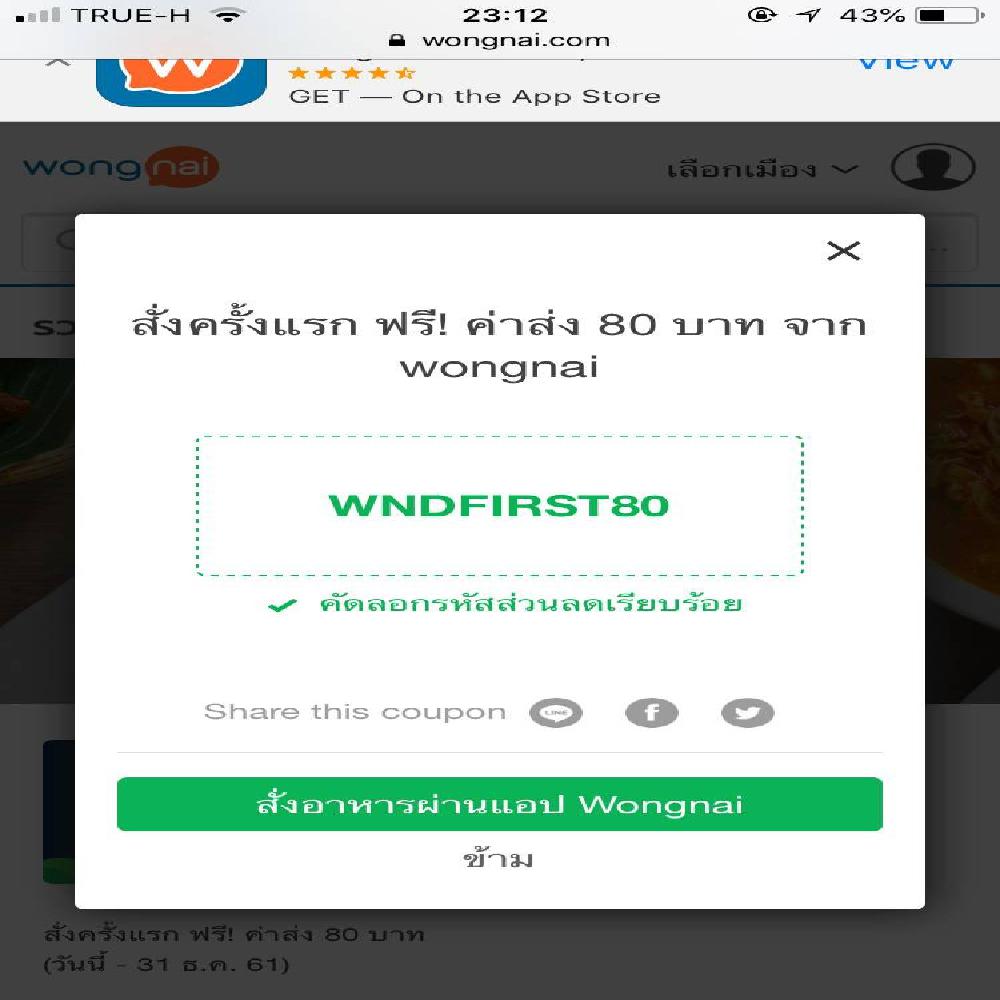 TRUE-H 23:12 43%
wongnai.com
View
GET — On the App Store
wongnai เลือกเมือง
สั่งครั้งแรก ฟรี! ค่าส่ง 80 บาท จาก
wongnai
WNDFIRST80
คัดลอกรหัสส่วนลดเรียบร้อย
Share this coupon LINE
สั่งอาหารผ่านแอป Wongnai
ข้าม
สั่งครั้งแรก ฟรี! ค่าส่ง 80 บาท
(วันนี้ - 31 ธ.ค. 61)